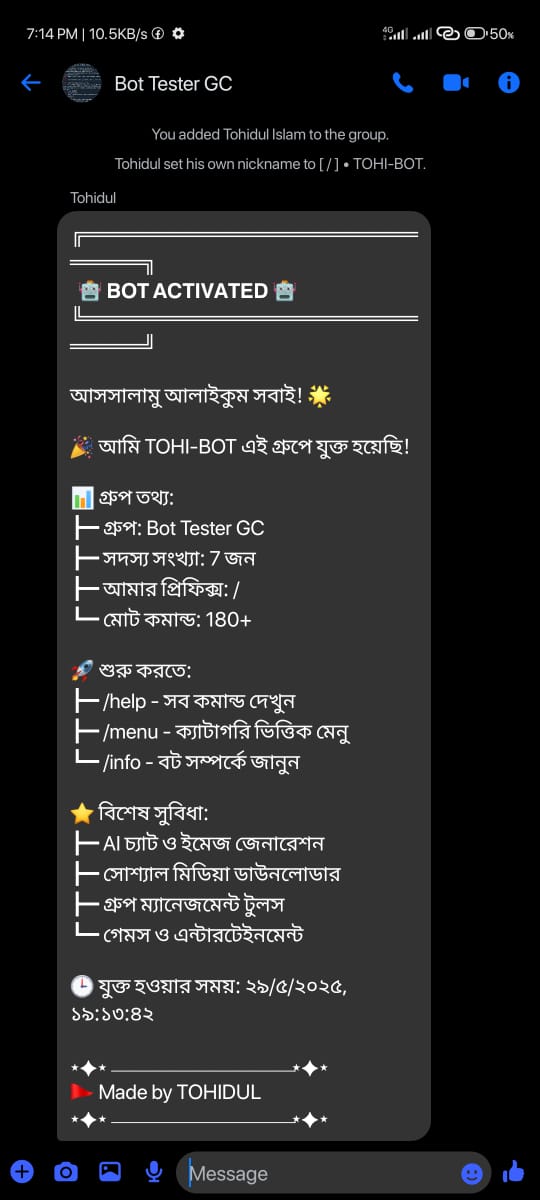 7:14 PM | 10.5KB/s
4G
50%
Bot Tester GC
You added Tohidul Islam to the group.
Tohidul set his own nickname to [ / ] • TOHI-BOT.
Tohidul
╔══════════════════
═════╗
🤖 BOT ACTIVATED 🤖
╚══════════════════
═════╝
আসসালামু আলাইকুম সবাই! 🌟
🎉 আমি TOHI-BOT এই গ্রুপে যুক্ত হয়েছি!
📊 গ্রুপ তথ্য:
├─ গ্রুপ: Bot Tester GC
├─ সদস্য সংখ্যা: 7 জন
├─ আমার প্রিফিক্স: /
└─ মোট কমান্ড: 180+
🚀 শুরু করতে:
├─ /help - সব কমান্ড দেখুন
├─ /menu - ক্যাটাগরি ভিত্তিক মেনু
└─ /info - বট সম্পর্কে জানুন
⭐ বিশেষ সুবিধা:
├─ AI চ্যাট ও ইমেজ জেনারেশন
├─ সোশ্যাল মিডিয়া ডাউনলোডার
├─ গ্রুপ ম্যানেজমেন্ট টুলস
└─ গেমস ও এন্টারটেইনমেন্ট
🕒 যুক্ত হওয়ার সময়: ২৯/৫/২০২৫,
১৯:১৩:৪২
⋆✦⋆⎯⎯⎯⎯⎯⎯⎯⎯⎯⎯⎯⎯⋆✦⋆
🚩 Made by TOHIDUL
⋆✦⋆⎯⎯⎯⎯⎯⎯⎯⎯⎯⎯⎯⎯⋆✦⋆
Message